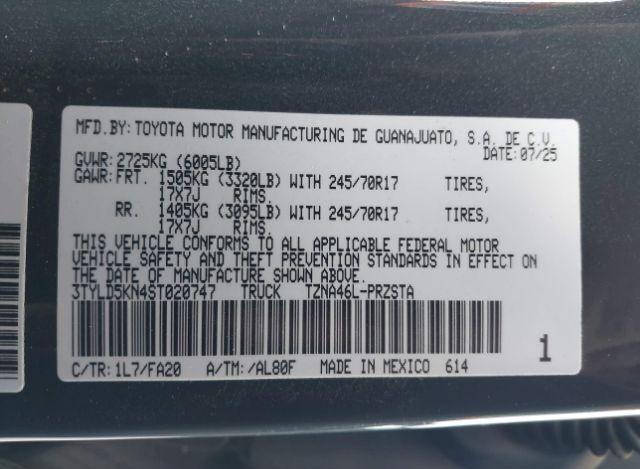 MFD.BY:TOYOTA MOTOR MANUFACTURING DE GUANAJUATO, S.A. DE C.V.
DATE:07/25
GVWR:2725KG (6005LB)
GAWR:FRT. 1505KG (3320LB) WITH 245/70R17 TIRES,
17X7J RIMS.
RR. 1405KG (3095LB) WITH 245/70R17 TIRES,
17X7J RIMS.
THIS VEHICLE CONFORMS TO ALL APPLICABLE FEDERAL MOTOR
VEHICLE SAFETY AND THEFT PREVENTION STANDARDS IN EFFECT ON
THE DATE OF MANUFACTURE SHOWN ABOVE.
3TYLD5KN4ST020747 TRUCK TZNA46L-PRZSTA
1
C/TR:1L7/FA20 A/TM:/AL80F MADE IN MEXICO 614